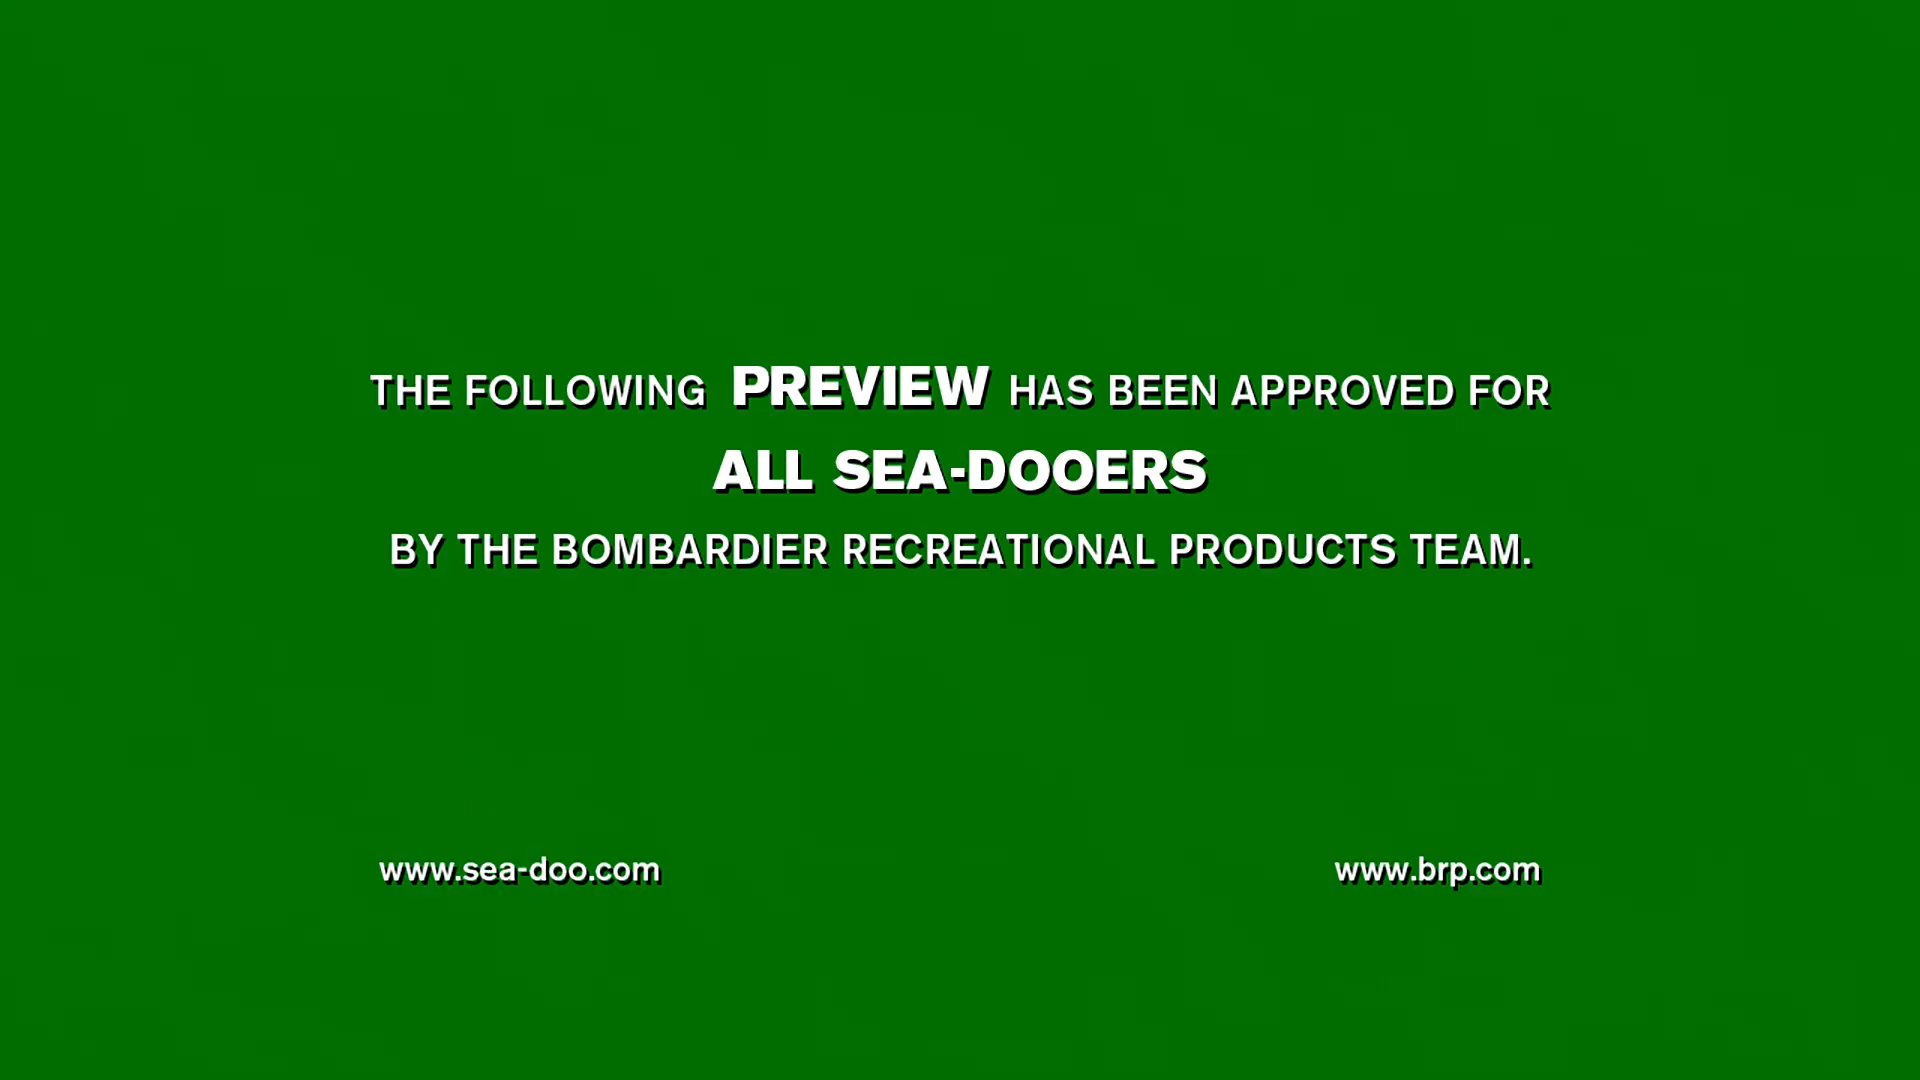 THE FOLLOWING PREVIEW HAS BEEN APPROVED FOR
ALL SEA-DOOERS
BY THE BOMBARDIER RECREATIONAL PRODUCTS TEAM.
www.sea-doo.com
www.brp.com